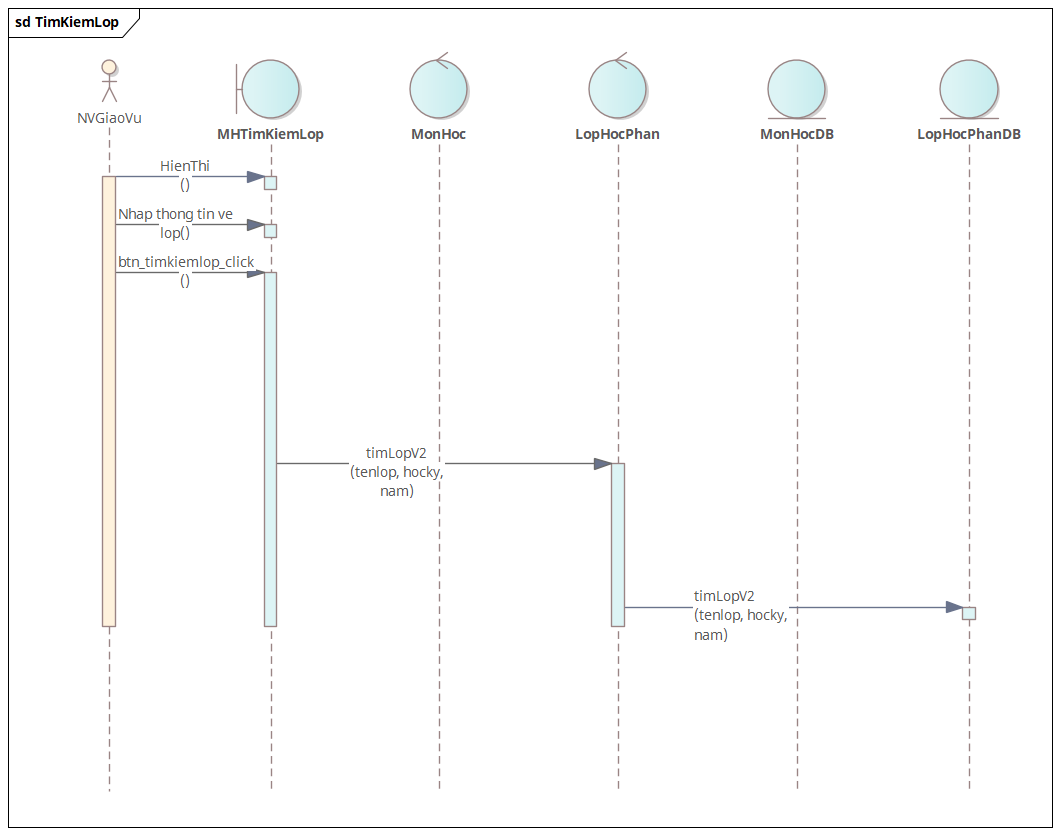 sd TimKiemLop
NVGiaoVu
MHTimKiemLop
MonHoc
LopHocPhan
MonHocDB
LopHocPhanDB
HienThi
()
Nhap thong tin ve
lop()
btn_timkiemlop_click
()
timLopV2
(tenlop, hocky,
nam)
timLopV2
(tenlop, hocky,
nam)